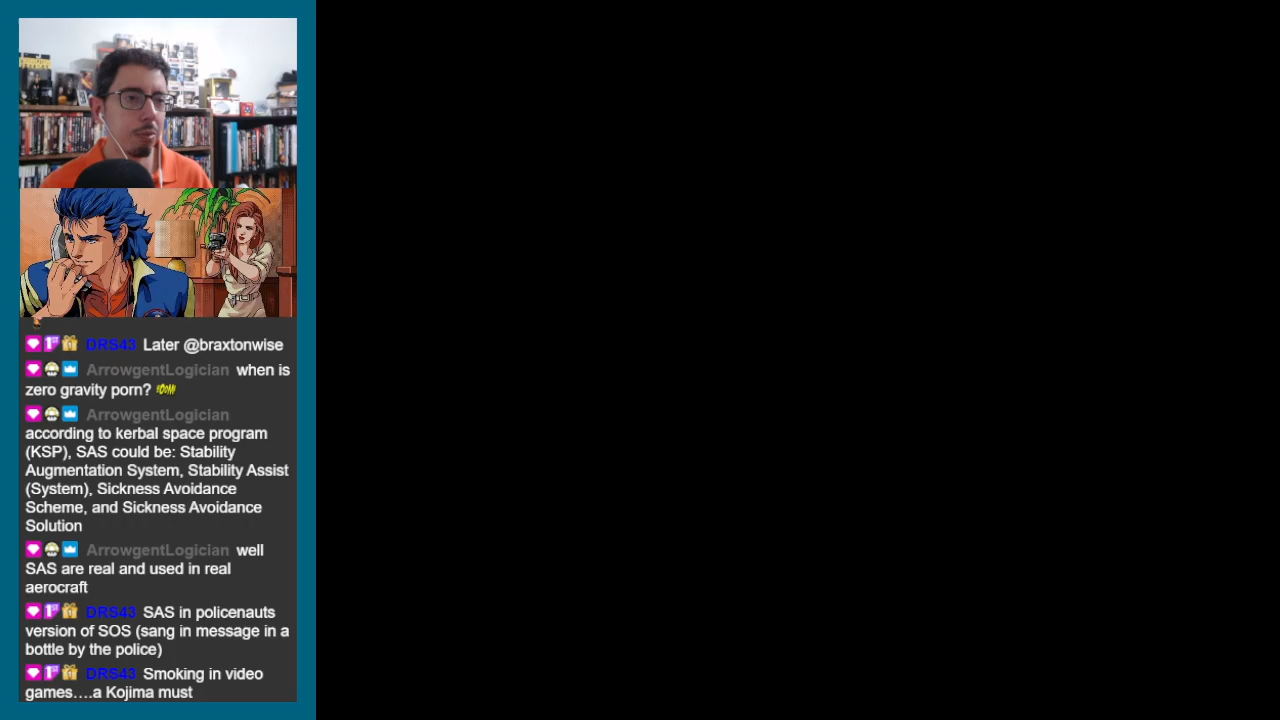 DRS43 Later @braxtonwise
ArrowgentLogician when is
zero gravity porn?
ArrowgentLogician
according to kerbal space program
(KSP), SAS could be: Stability
Augmentation System, Stability Assist
(System), Sickness Avoidance
Scheme, and Sickness Avoidance
Solution
ArrowgentLogician well
SAS are real and used in real
aerocraft
DRS43 SAS in policenauts
version of SOS (sang in message in a
bottle by the police)
DRS43 Smoking in video
games....a Kojima must